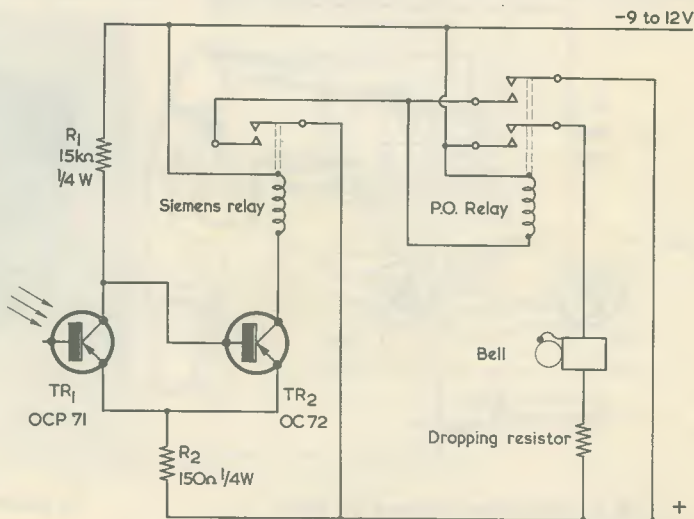 −9 to 12V
R1
15kΩ
1/4 W
Siemens relay
P.O. Relay
TR1
OCP 71
TR2
OC 72
Bell
R2
150Ω 1/4W
Dropping resistor
+